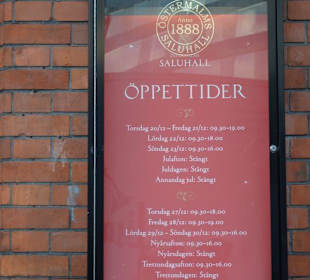 ÖSTERMALMS
Anno
1888
SALUHALL
SALUHALL
ÖPPETTIDER
Torsdag 20/12 – Fredag 21/12: 09.30-19.00
Lördag 22/12: 09.30-18.00
Söndag 23/12: 09.30-16.00
Julafton: Stängt
Juldagen: Stängt
Annandag jul: Stängt
Torsdag 27/12: 09.30-18.00
Fredag 28/12: 09.30-19.00
Lördag 29/12 - Söndag 30/12: 09.30-16.00
Nyårsafton: 09.30-16.00
Nyårsdagen: Stängt
Trettondagsafton: 09.30-16.00
Trettondagen: Stängt